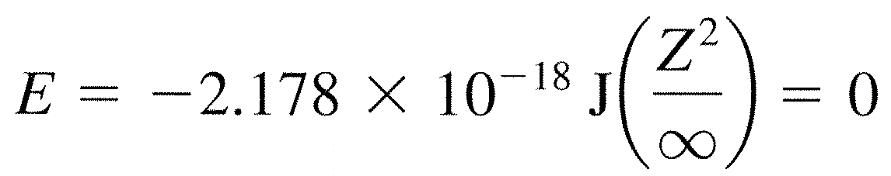 E = −2.178 × 10⁻¹⁸ J(Z²/∞) = 0